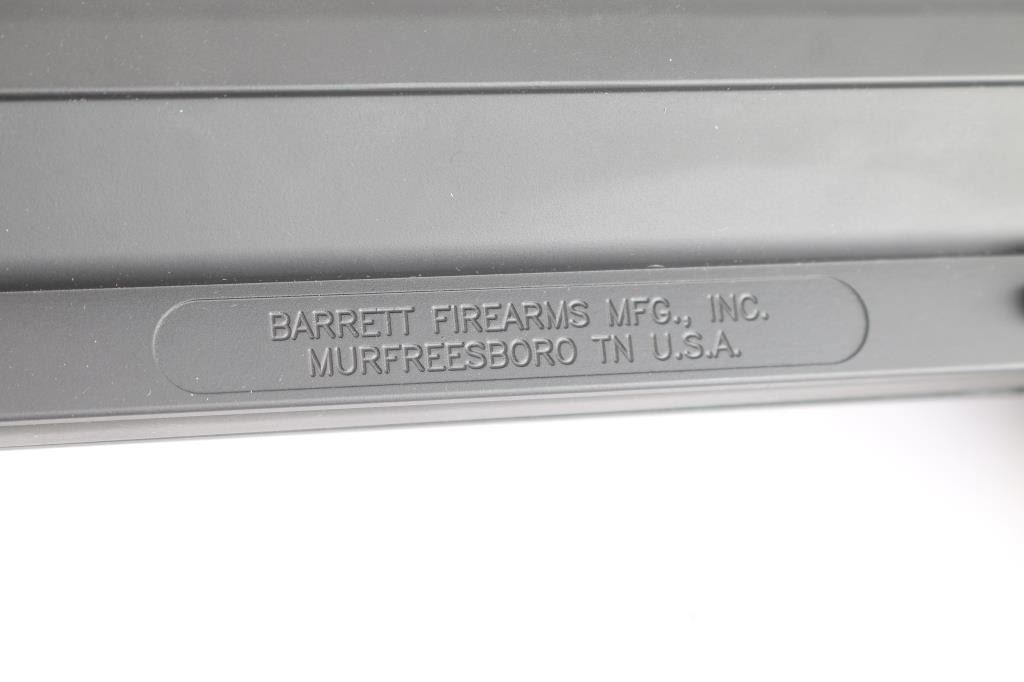 BARRETT FIREARMS MFG., INC.
MURFREESBORO TN U.S.A.